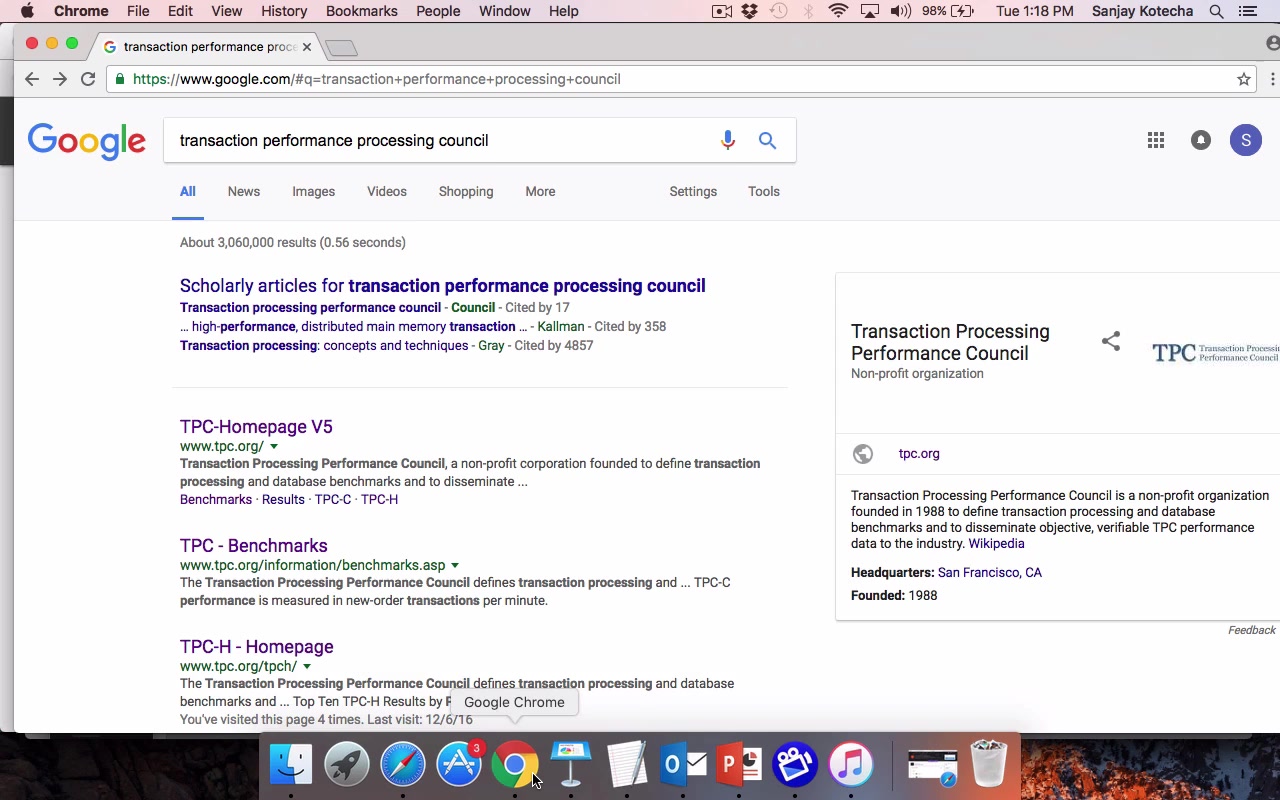 Chrome File Edit View History Bookmarks People Window Help 98% Tue 1:18 PM Sanjay Kotecha
transaction performance proce
https://www.google.com/#q=transaction+performance+processing+council
Google
transaction performance processing council
S
All News Images Videos Shopping More Settings Tools
About 3,060,000 results (0.56 seconds)
Scholarly articles for transaction performance processing council
Transaction processing performance council - Council - Cited by 17
... high-performance, distributed main memory transaction ... - Kallman - Cited by 358
Transaction processing: concepts and techniques - Gray - Cited by 4857
TPC-Homepage V5
www.tpc.org/
Transaction Processing Performance Council, a non-profit corporation founded to define transaction
processing and database benchmarks and to disseminate ...
Benchmarks · Results · TPC-C · TPC-H
TPC - Benchmarks
www.tpc.org/information/benchmarks.asp
The Transaction Processing Performance Council defines transaction processing and ... TPC-C
performance is measured in new-order transactions per minute.
TPC-H - Homepage
www.tpc.org/tpch/
The Transaction Processing Performance Council defines transaction processing and database
benchmarks and ... Top Ten TPC-H Results by
You've visited this page 4 times. Last visit: 12/6/16
Transaction Processing
Performance Council
Non-profit organization
TPC Transaction Processi
Performance Council
tpc.org
Transaction Processing Performance Council is a non-profit organization
founded in 1988 to define transaction processing and database
benchmarks and to disseminate objective, verifiable TPC performance
data to the industry. Wikipedia
Headquarters: San Francisco, CA
Founded: 1988
Feedback
Google Chrome
3